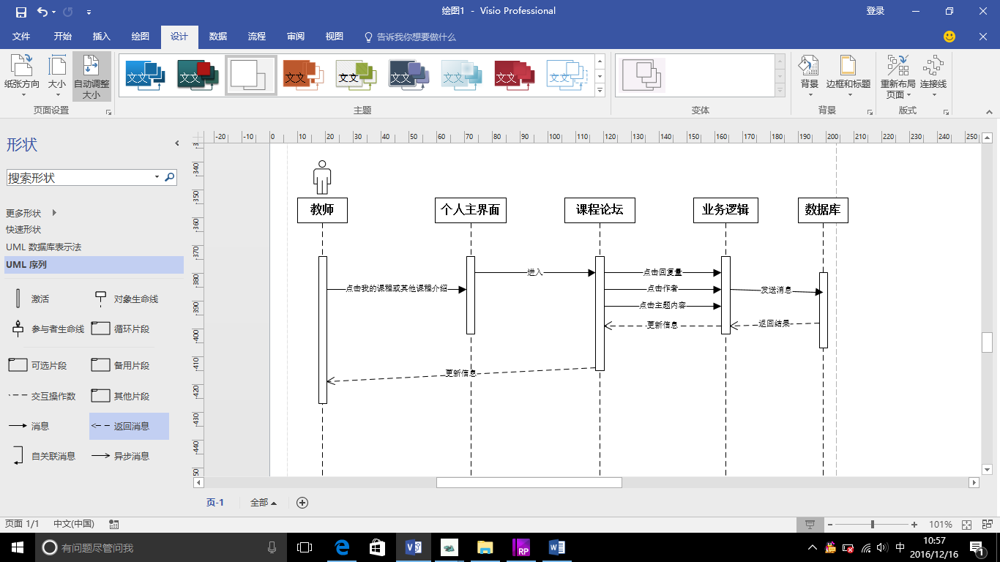 绘图1 - Visio Professional
登录
文件 开始 插入 绘图 设计 数据 流程 审阅 视图 告诉我你想要做什么
纸张方向 大小 自动调整大小
文文 文文 文文 文文 文文 文文 文文 文文
背景 边框和标题 重新布局页面 连接线
页面设置 主题 变体 背景 版式
形状
搜索形状
更多形状
快速形状
UML 数据库表示法
UML 序列
激活 对象生命线
参与者生命线 循环片段
可选片段 备用片段
交互操作数 其他片段
消息 返回消息
自关联消息 异步消息
-20 -10 0 10 20 30 40 50 60 70 80 90 100 110 120 130 140 150 160 170 180 190 200 210 220 230 240 250
-340
-350
-360
-370
-380
-390
-400
-410
-420
-430
-440
教师 个人主界面 课程论坛 业务逻辑 数据库
进入 点击回复量
点击我的课程或其他课程介绍 点击作者 发送消息
点击主题内容
更新信息 返回结果
更新信息
页-1 全部
页面 1/1 中文(中国) 101%
有问题尽管问我
RP
中
10:57
2016/12/16
1